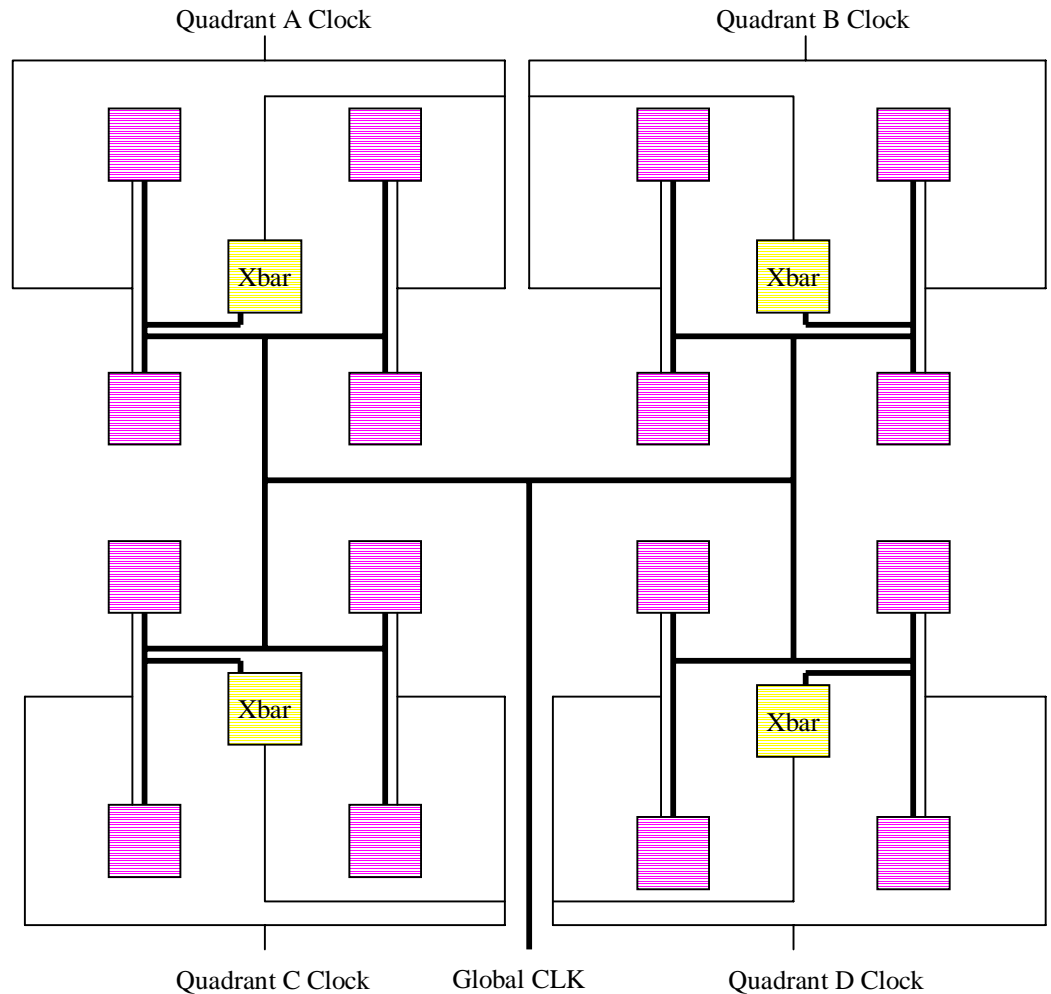 Quadrant A Clock
Quadrant B Clock
Xbar
Xbar
Xbar
Xbar
Quadrant C Clock
Global CLK
Quadrant D Clock